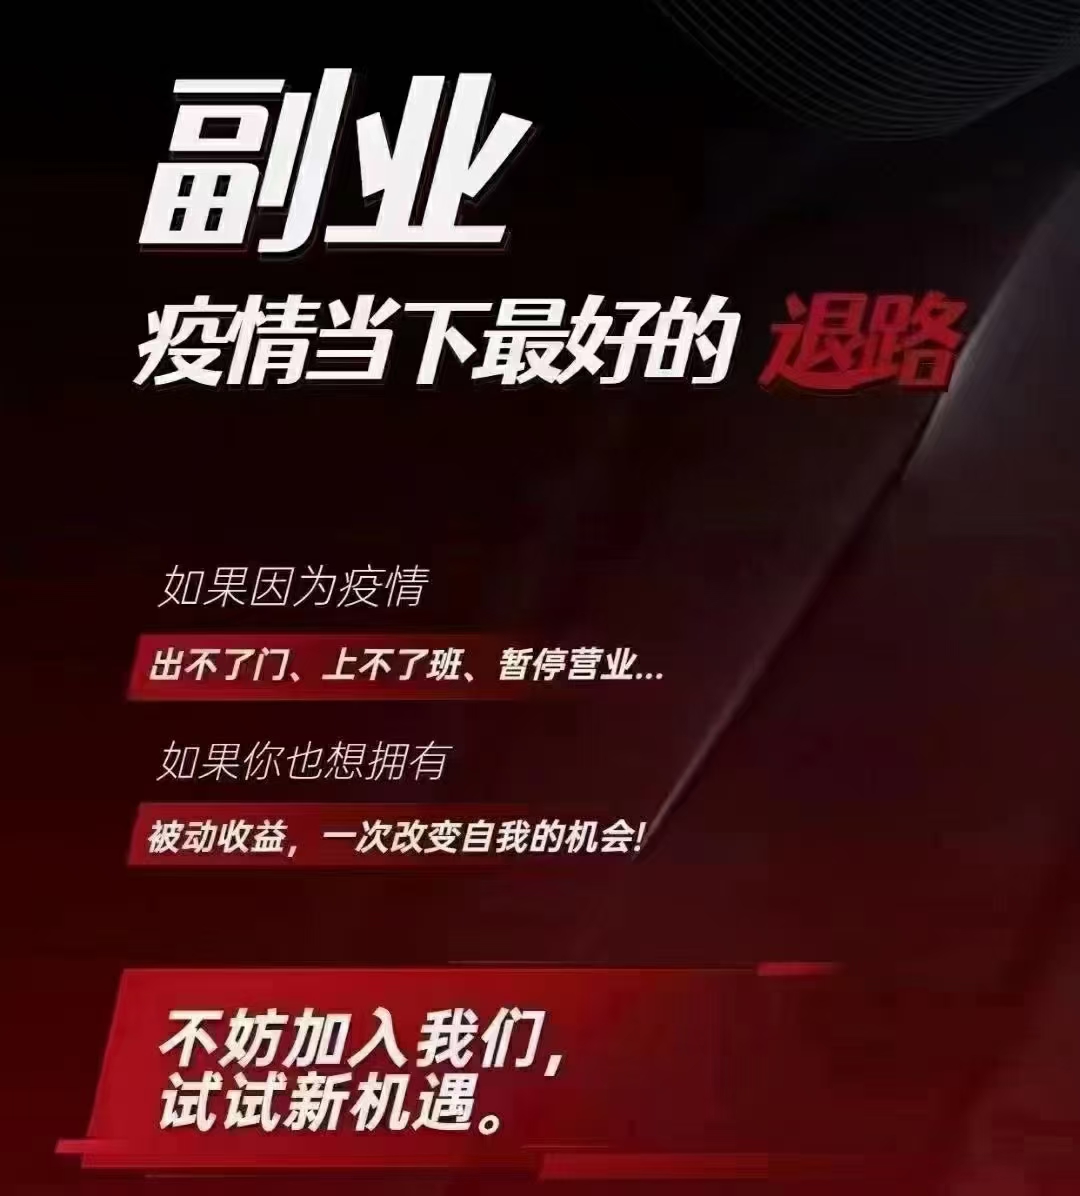 副业
疫情当下最好的 退路
如果因为疫情
出不了门、上不了班、暂停营业...
如果你也想拥有
被动收益，一次改变自我的机会!
不妨加入我们，
试试新机遇。